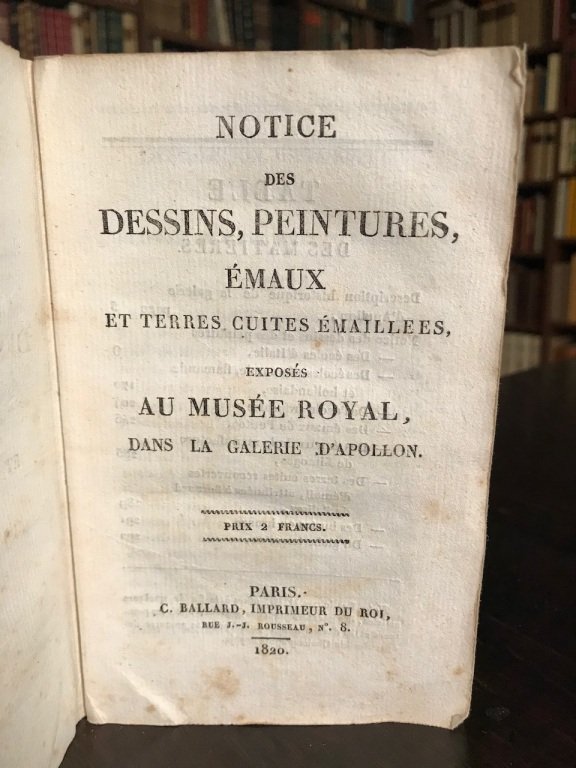 NOTICE
DES
DESSINS, PEINTURES,
ÉMAUX
ET TERRES CUITES ÉMAILLEES,
EXPOSÉS
AU MUSÉE ROYAL,
DANS LA GALERIE D'APOLLON.
PRIX 2 FRANCS.
PARIS.
C. BALLARD, IMPRIMEUR DU ROI,
RUE J.-J. ROUSSEAU, N°. 8.
1820.